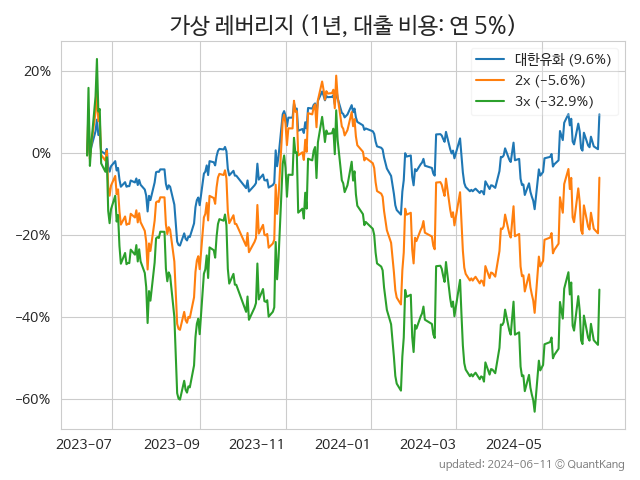 가상 레버리지 (1년, 대출 비용: 연 5%)
대한유화 (9.6%)
2x (−5.6%)
3x (−32.9%)
20%
0%
−20%
−40%
−60%
2023-07 2023-09 2023-11 2024-01 2024-03 2024-05
updated: 2024-06-11 © QuantKang